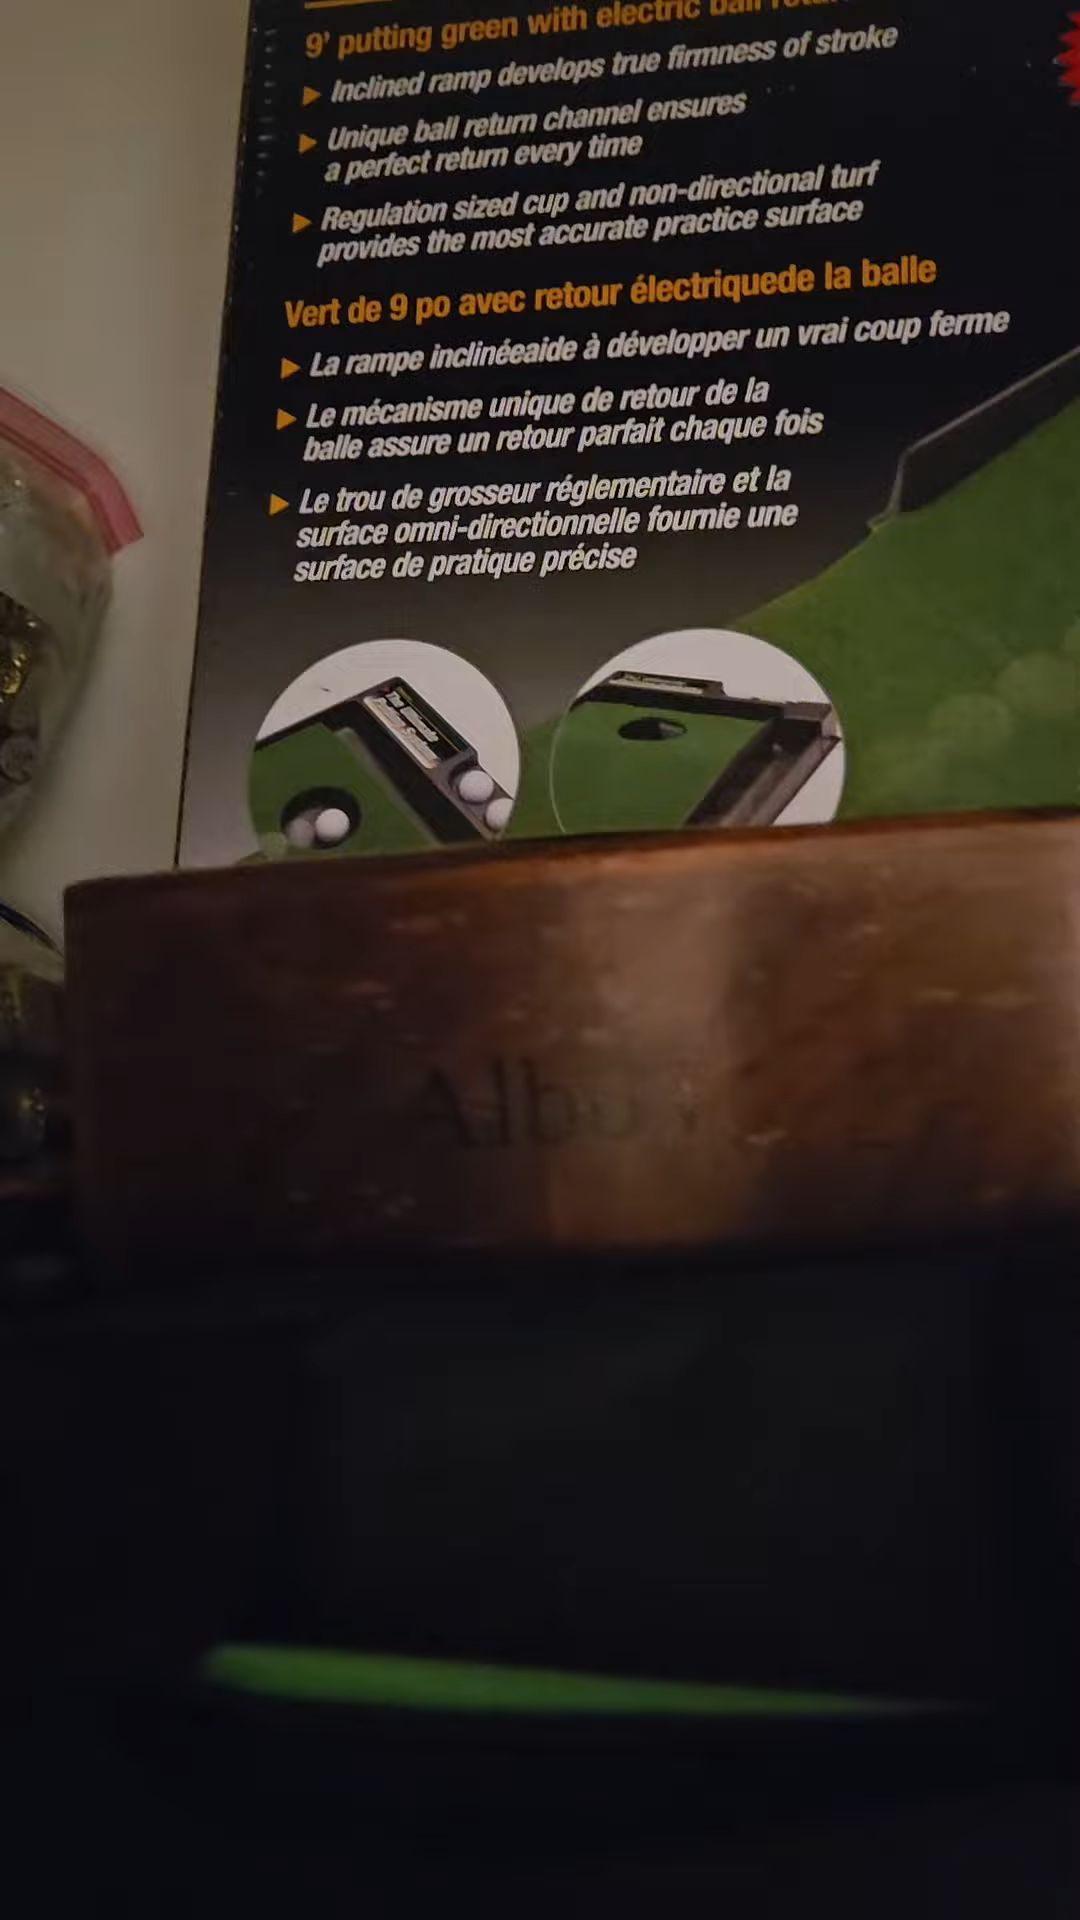 9' putting green with electric ball
Inclined ramp develops true firmness of stroke
Unique ball return channel ensures
a perfect return every time
Regulation sized cup and non-directional turf
provides the most accurate practice surface
Vert de 9 po avec retour électriquede la balle
La rampe inclinéeaide à développer un vrai coup ferme
Le mécanisme unique de retour de la
balle assure un retour parfait chaque fois
Le trou de grosseur réglementaire et la
surface omni-directionnelle fournie une
surface de pratique précise
The Ultimate